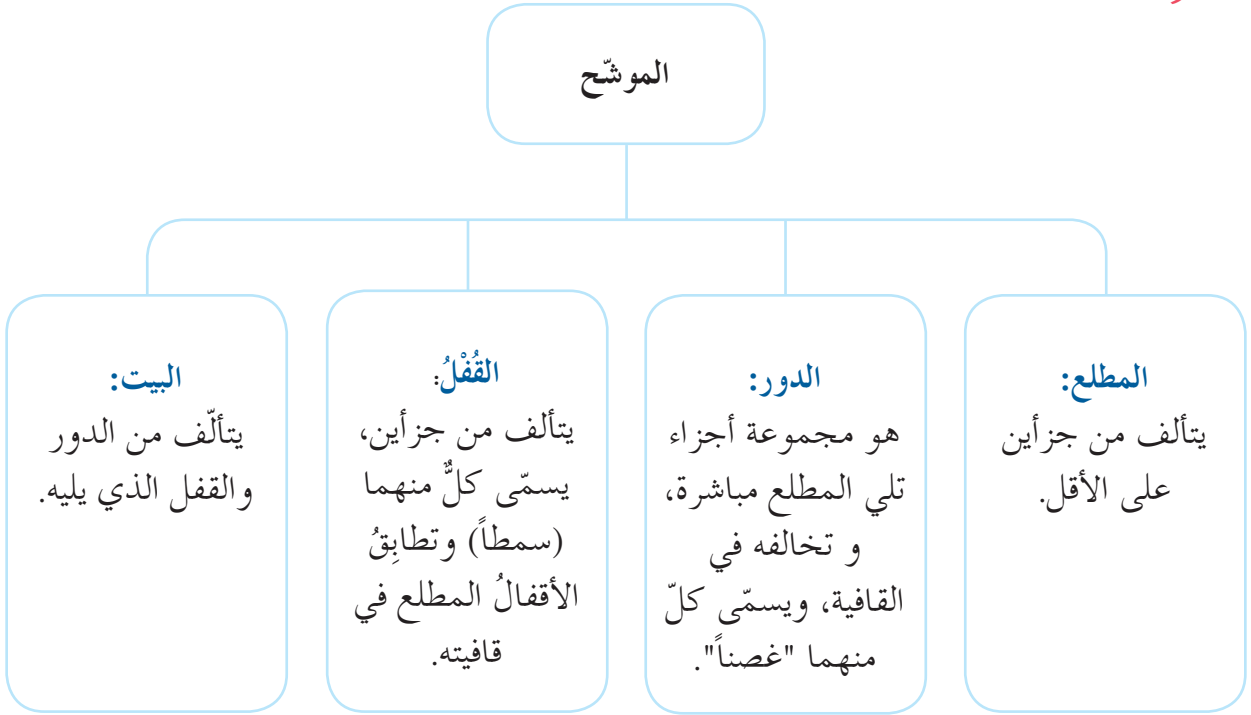 الموشّح
المطلع:
يتألف من جزأين
على الأقل.
الدور:
هو مجموعة أجزاء
تلي المطلع مباشرة،
و تخالفه في
القافية، ويسمّى كلّ
منهما "غصناً".
القُفْلُ:
يتألف من جزأين،
يسمّى كلٌّ منهما
(سمطاً) وتطابِقُ
الأقفالُ المطلع في
قافيته.
البيت:
يتألّف من الدور
والقفل الذي يليه.